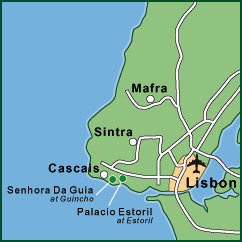 Mafra
Sintra
Cascais
Lisbon
Senhora Da Guia
at Guincho
Palacio Estoril
at Estoril